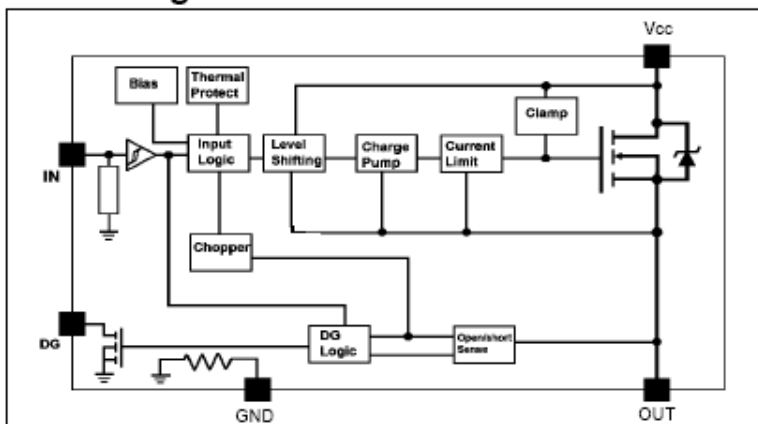 Vcc
Bias
Thermal
Protect
Clamp
Input
Logic
Level
Shifting
Charge
Pump
Current
Limit
IN
Chopper
DG
DG
Logic
Open/short
Sense
GND
OUT